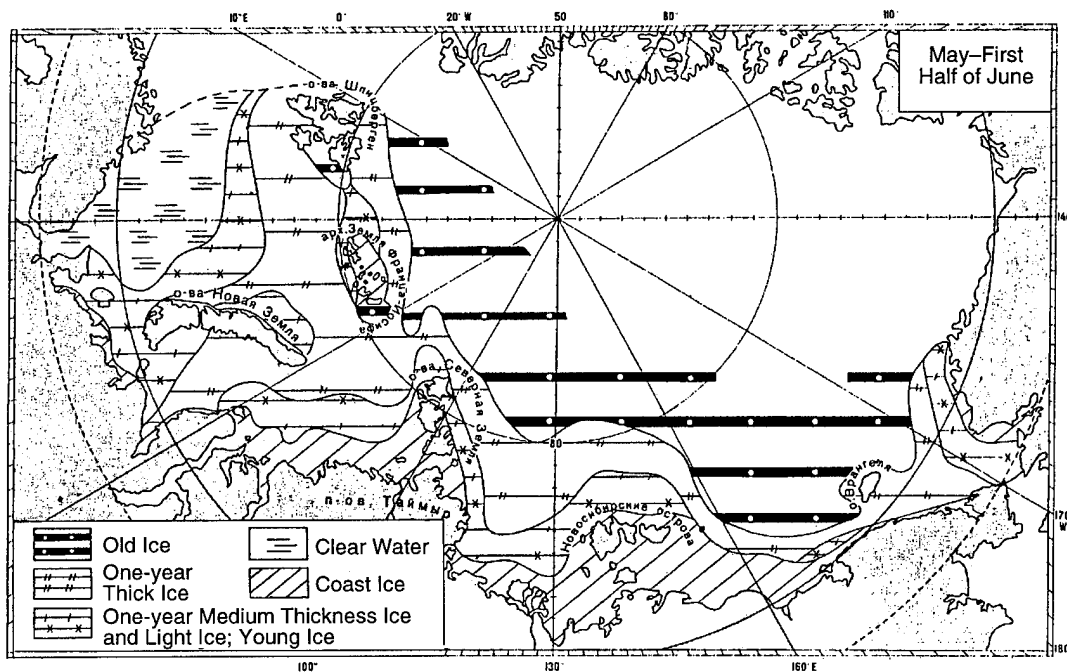 10°E
0°
20° W
50
80°
110°
May–First
Half of June
о-ва Шпицберген
арх. Земля Франца-Иосифа
о-ва Новая Земля
о-ва Северная Земля
80
о. Врангеля
п-ов, Таймыр
Новосибирские острова
170
W
180
Old Ice
Clear Water
One-year
Thick Ice
Coast Ice
One-year Medium Thickness Ice
and Light Ice; Young Ice
100°
130°
160°E